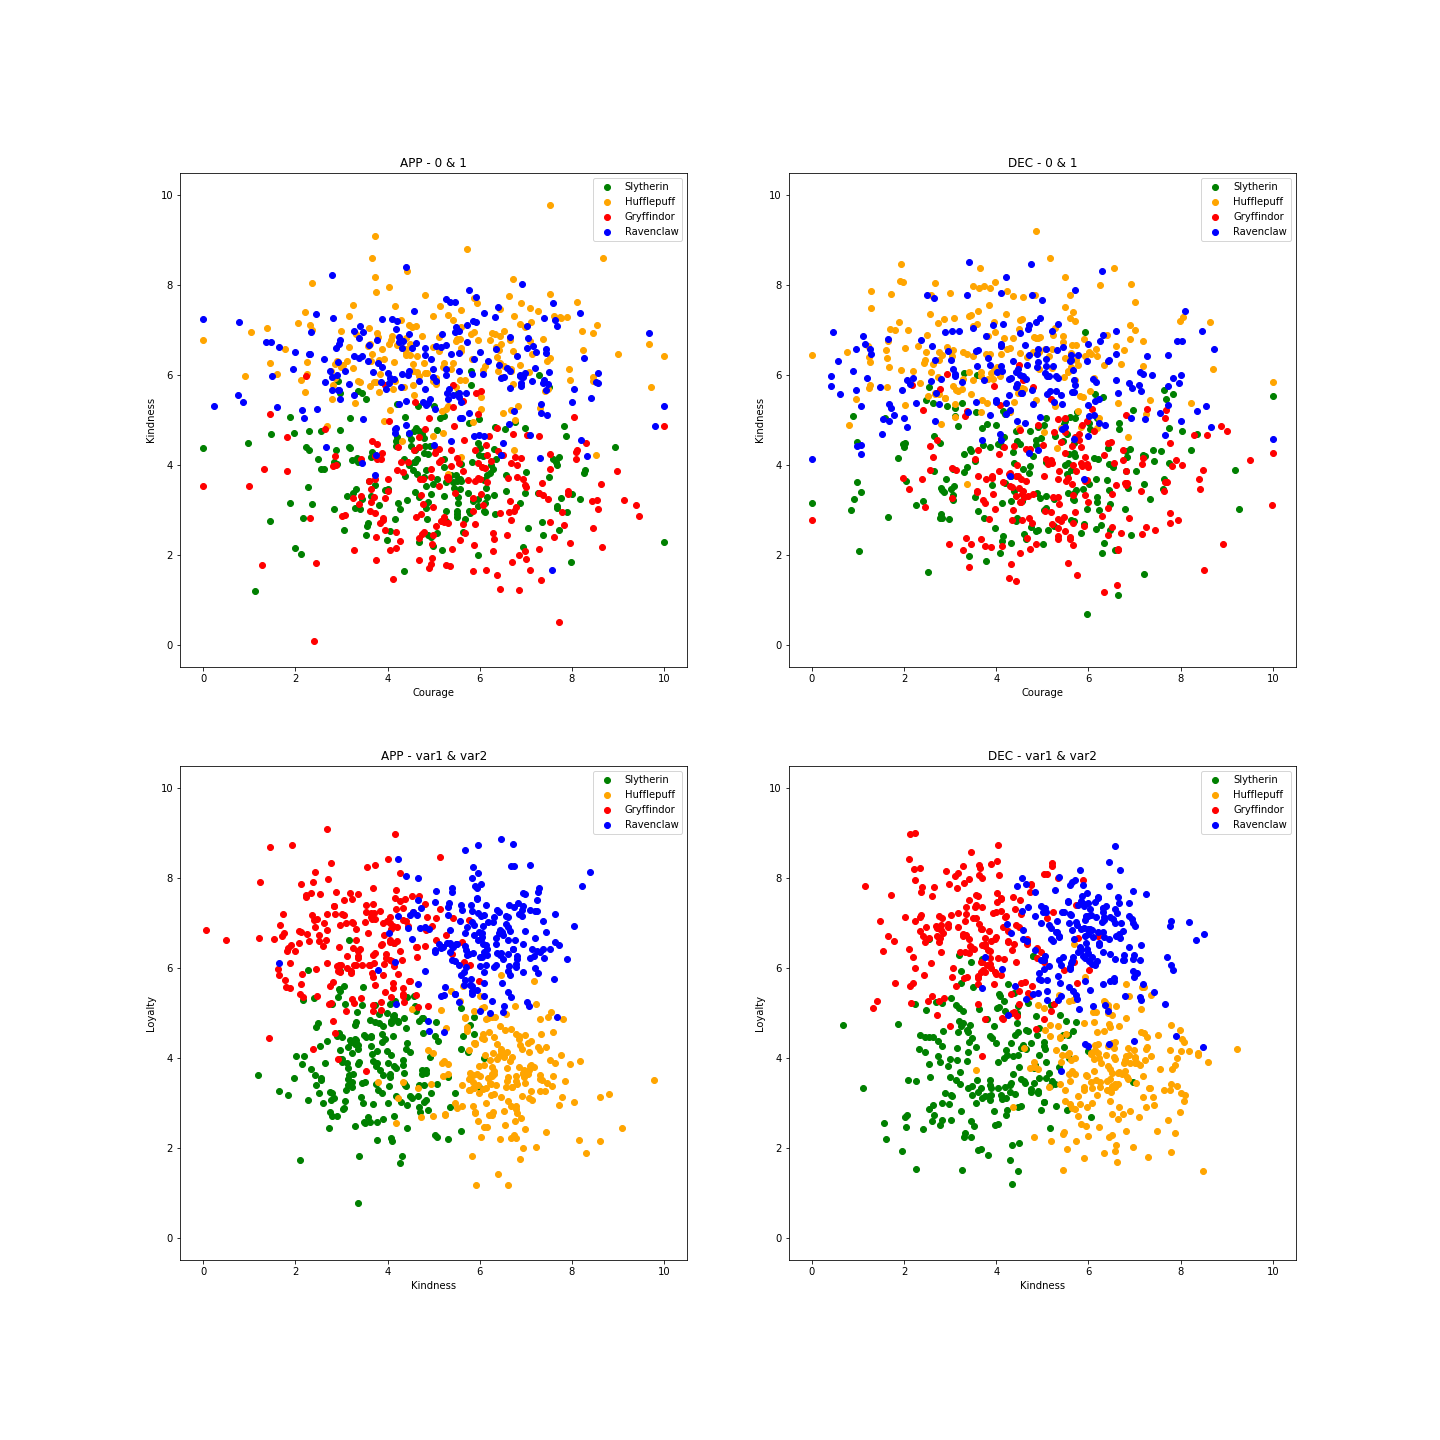 APP - 0 & 1
10
8
6
4
2
0
Kindness
0 2 4 6 8 10
Courage
Slytherin
Hufflepuff
Gryffindor
Ravenclaw
DEC - 0 & 1
10
8
6
4
2
0
Kindness
0 2 4 6 8 10
Courage
Slytherin
Hufflepuff
Gryffindor
Ravenclaw
APP - var1 & var2
10
8
6
4
2
0
Loyalty
0 2 4 6 8 10
Kindness
Slytherin
Hufflepuff
Gryffindor
Ravenclaw
DEC - var1 & var2
10
8
6
4
2
0
Loyalty
0 2 4 6 8 10
Kindness
Slytherin
Hufflepuff
Gryffindor
Ravenclaw